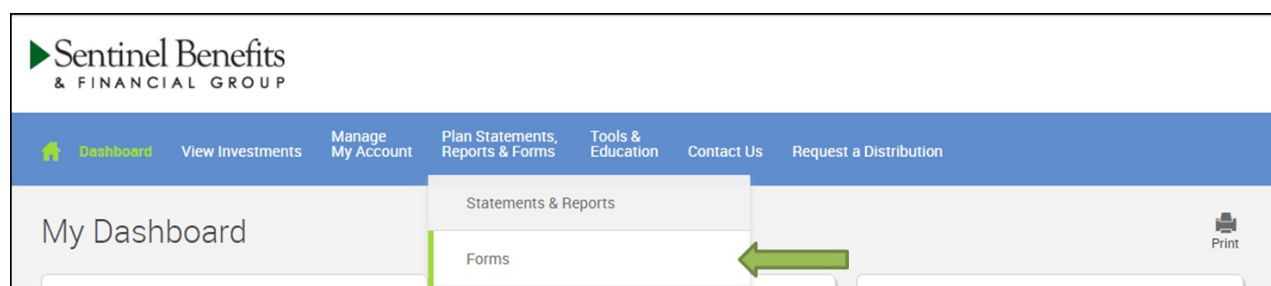 Sentinel Benefits
& FINANCIAL GROUP
Dashboard
View Investments
Manage
My Account
Plan Statements,
Reports & Forms
Tools &
Education
Contact Us
Request a Distribution
Statements & Reports
Forms
My Dashboard
Print